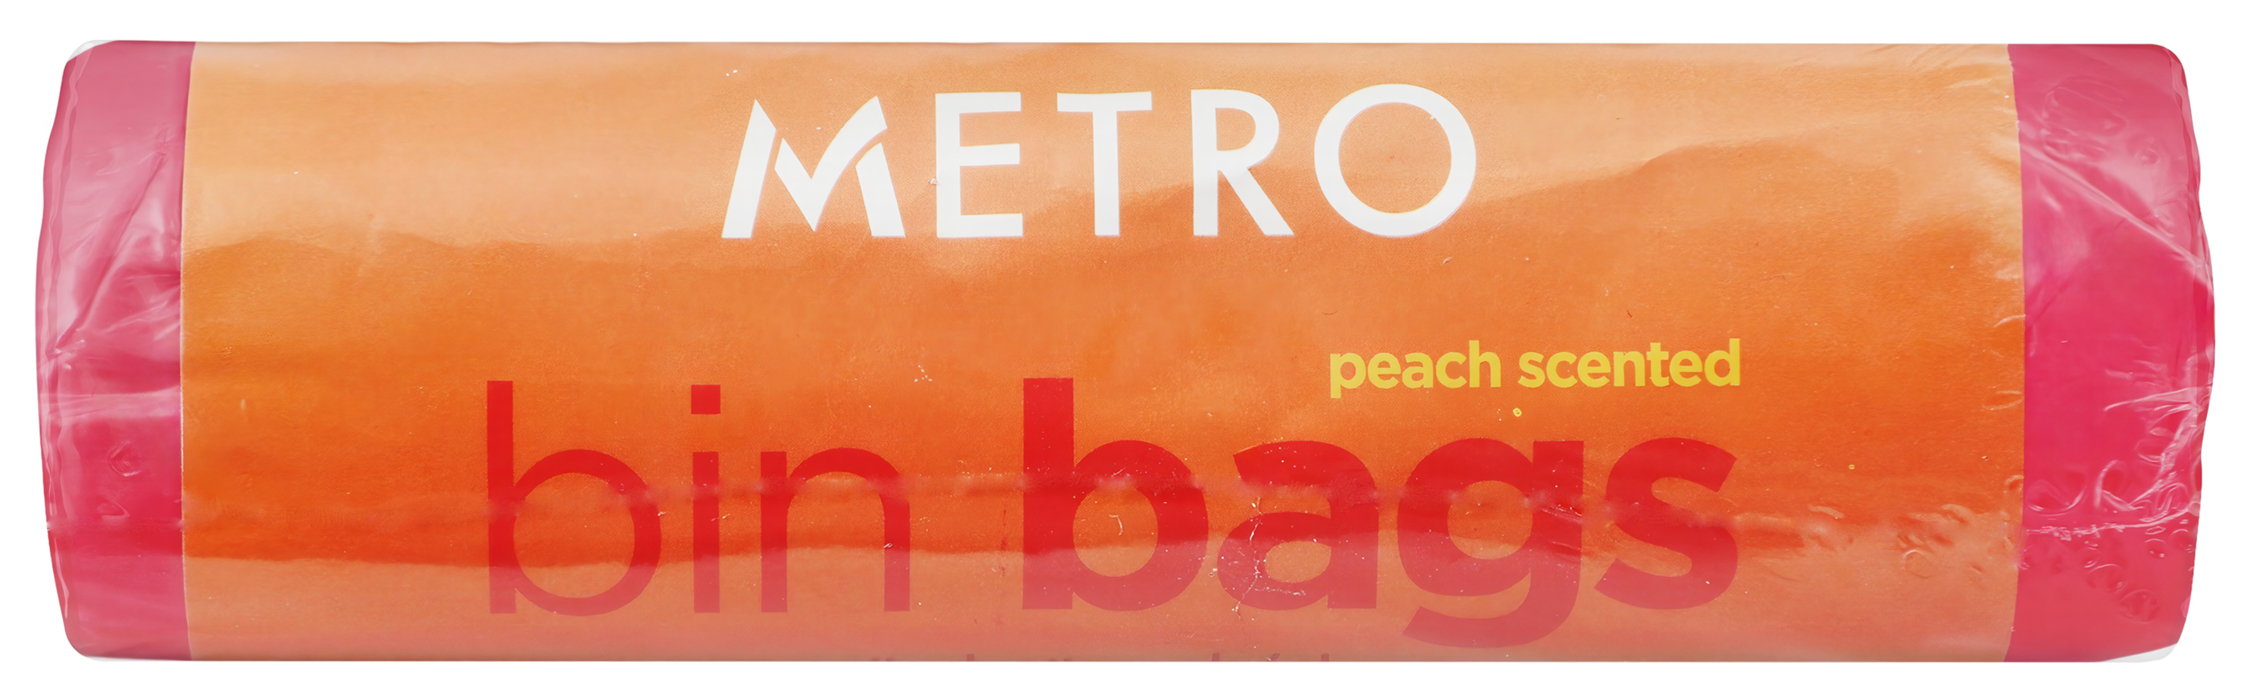 METRO
peach scented
bin bags